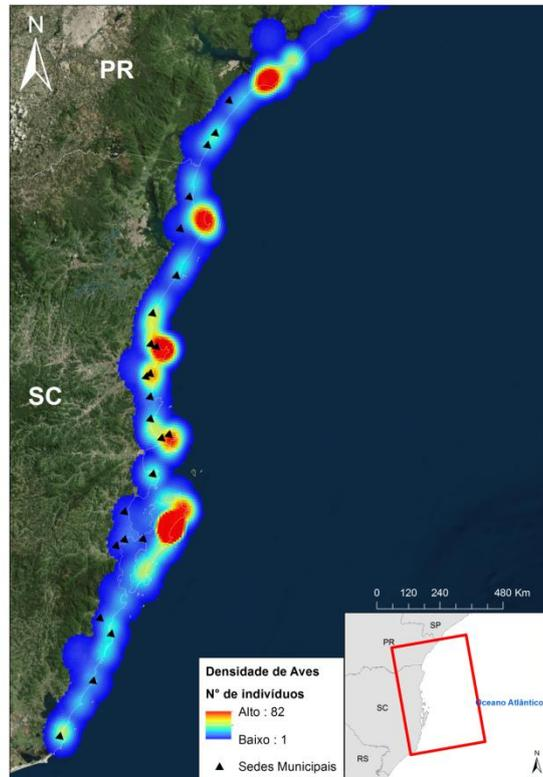 N
PR
SC
0 120 240 480 Km
Densidade de Aves
N° de indivíduos
Alto : 82
Baixo : 1
Sedes Municipais
SP
PR
SC
Oceano Atlântico
RS
N